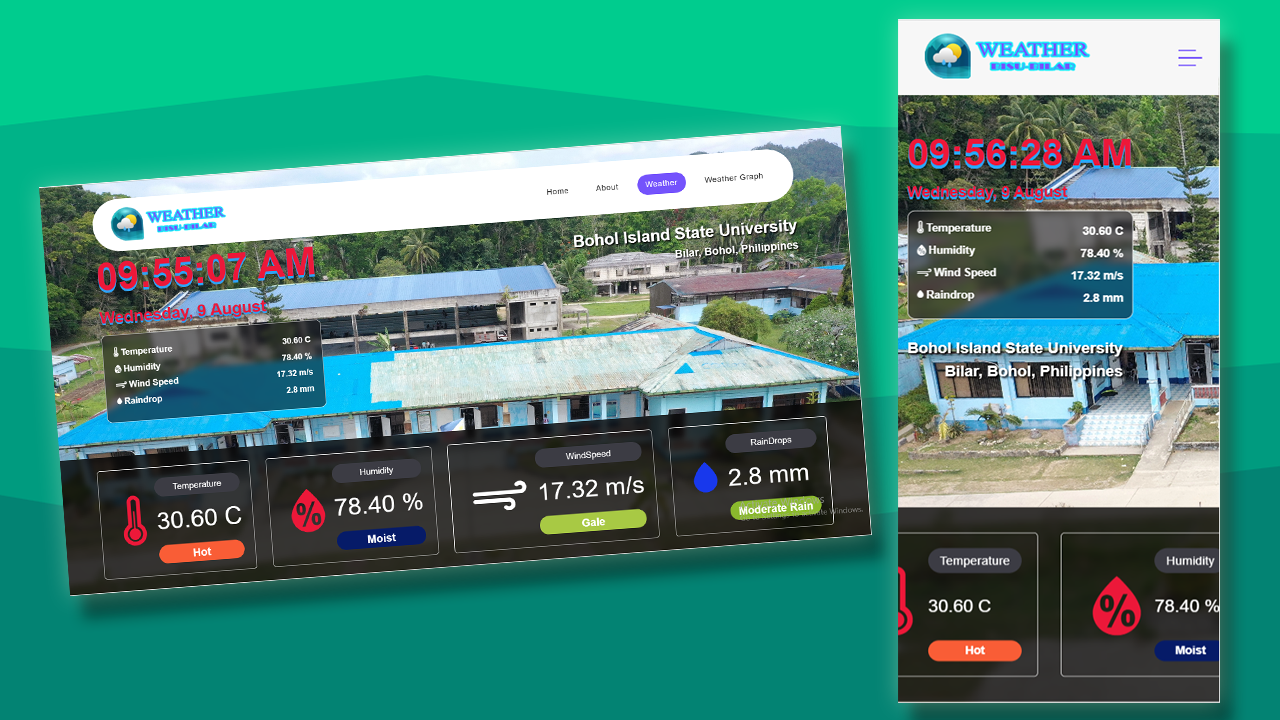 WEATHER
BISU-BILAR
Home
About
Weather
Weather Graph
09:55:07 AM
Wednesday, 9 August
Bohol Island State University
Bilar, Bohol, Philippines
Temperature 30.60 C
Humidity 78.40 %
Wind Speed 17.32 m/s
Raindrop 2.8 mm
Temperature
30.60 C
Hot
Humidity
%
78.40 %
Moist
WindSpeed
17.32 m/s
Gale
RainDrops
2.8 mm
Moderate Rain
Windows.
WEATHER
BISU-BILAR
09:56:28 AM
Wednesday, 9 August
Temperature 30.60 C
Humidity 78.40 %
Wind Speed 17.32 m/s
Raindrop 2.8 mm
Bohol Island State University
Bilar, Bohol, Philippines
Temperature
30.60 C
Hot
Humidity
%
78.40 %
Moist